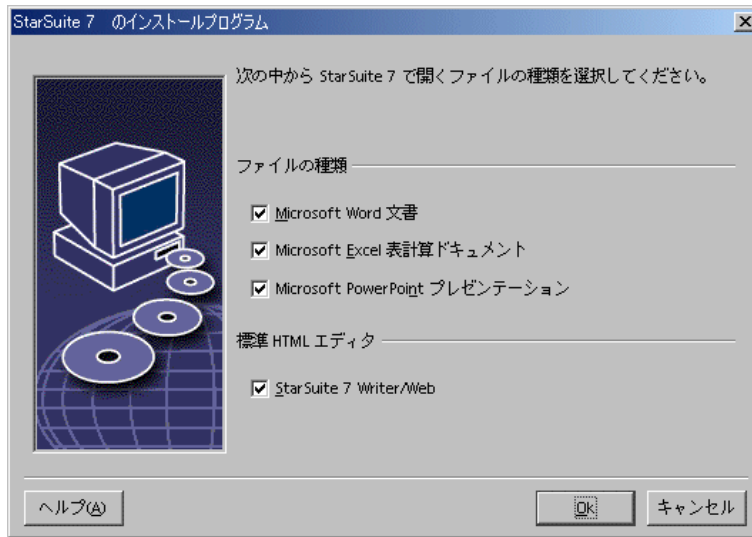 StarSuite 7 のインストールプログラム
次の中から StarSuite 7 で開くファイルの種類を選択してください。
ファイルの種類
Microsoft Word 文書
Microsoft Excel 表計算ドキュメント
Microsoft PowerPoint プレゼンテーション
標準 HTML エディタ
StarSuite 7 Writer/Web
ヘルプ(A)
Ok
キャンセル